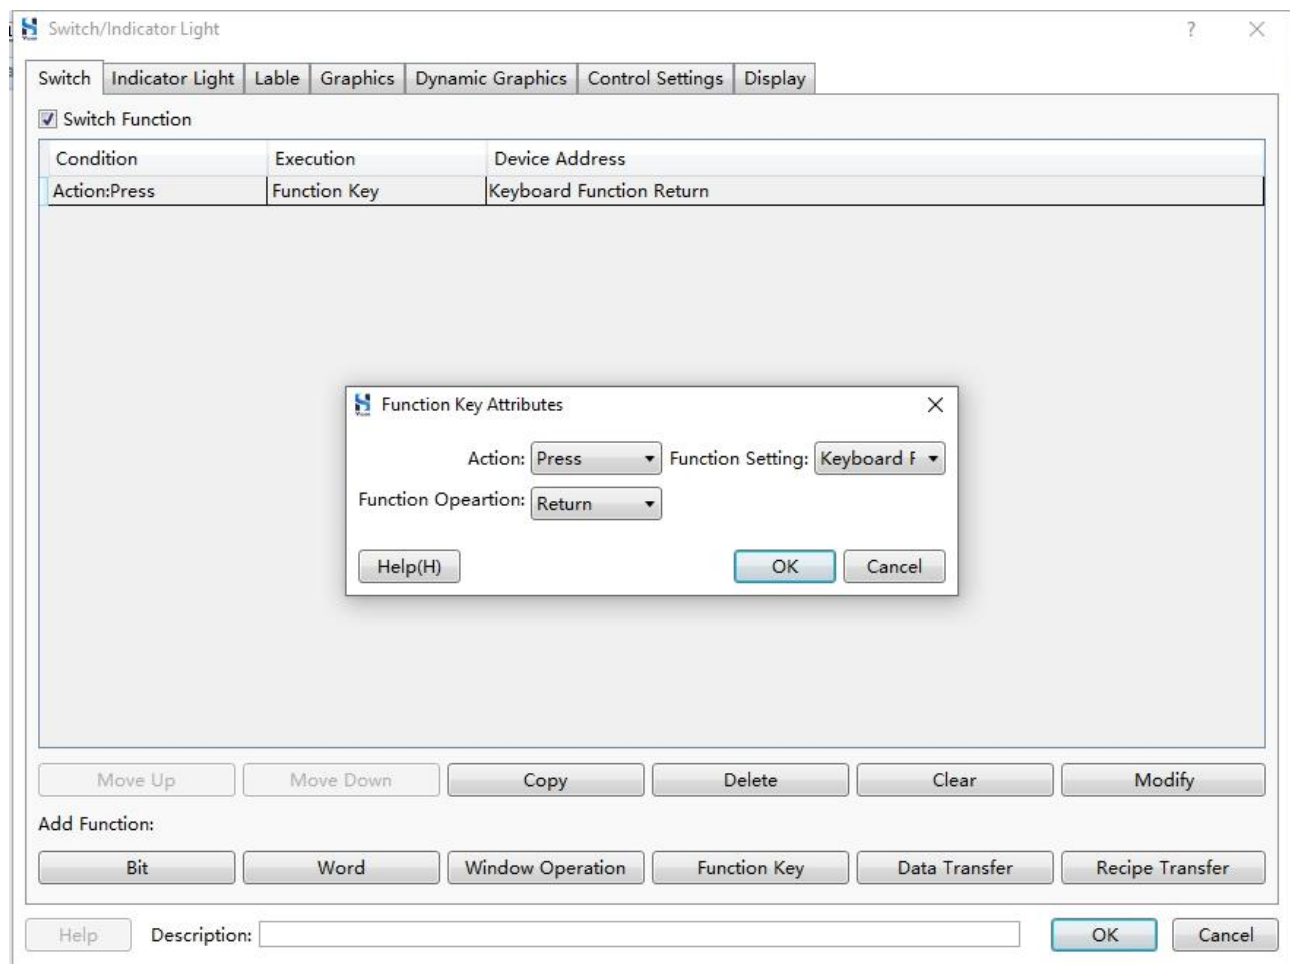 Switch/Indicator Light ?
Switch Indicator Light Lable Graphics Dynamic Graphics Control Settings Display
Switch Function
Condition Execution Device Address
Action:Press Function Key Keyboard Function Return
Function Key Attributes
Action: Press Function Setting: Keyboard F
Function Opeartion: Return
Help(H) OK Cancel
Move Up Move Down Copy Delete Clear Modify
Add Function:
Bit Word Window Operation Function Key Data Transfer Recipe Transfer
Help Description: OK Cancel